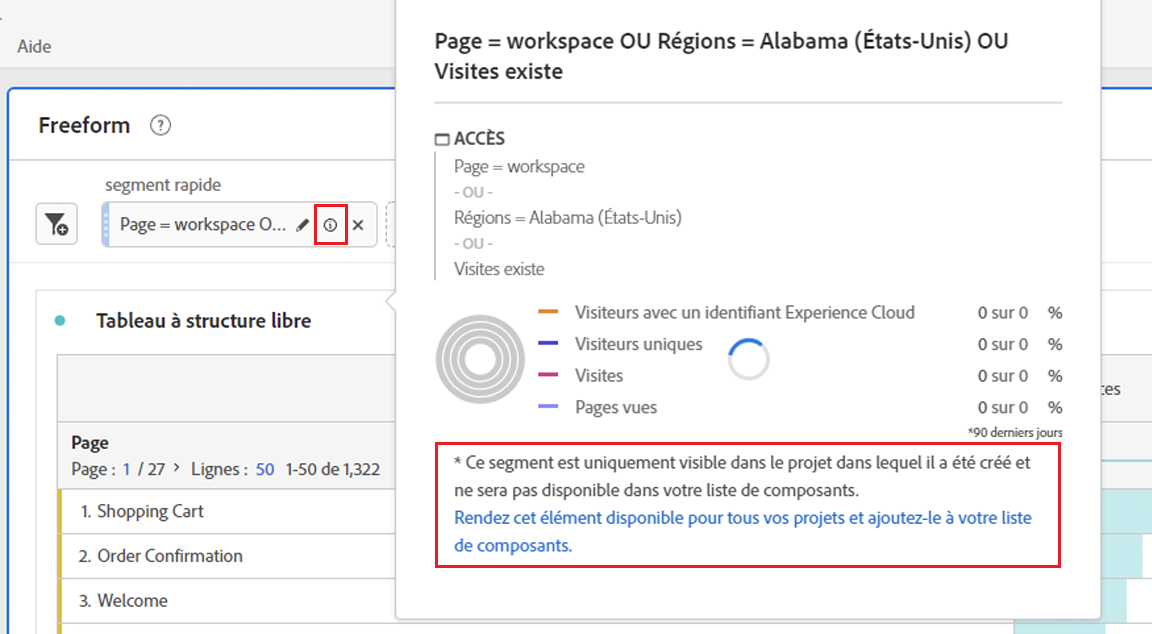 Aide
Page = workspace OU Régions = Alabama (États-Unis) OU
Visites existe
Freeform ?
segment rapide
Page = workspace O...
ACCÈS
Page = workspace
- OU -
Régions = Alabama (États-Unis)
- OU -
Visites existe
Tableau à structure libre
Visiteurs avec un identifiant Experience Cloud 0 sur 0 %
Visiteurs uniques 0 sur 0 %
Visites 0 sur 0 %
Pages vues 0 sur 0 %
*90 derniers jours
Page
Page : 1 / 27 > Lignes : 50 1-50 de 1,322
* Ce segment est uniquement visible dans le projet dans lequel il a été créé et
ne sera pas disponible dans votre liste de composants.
Rendez cet élément disponible pour tous vos projets et ajoutez-le à votre liste
de composants.
1. Shopping Cart
2. Order Confirmation
3. Welcome